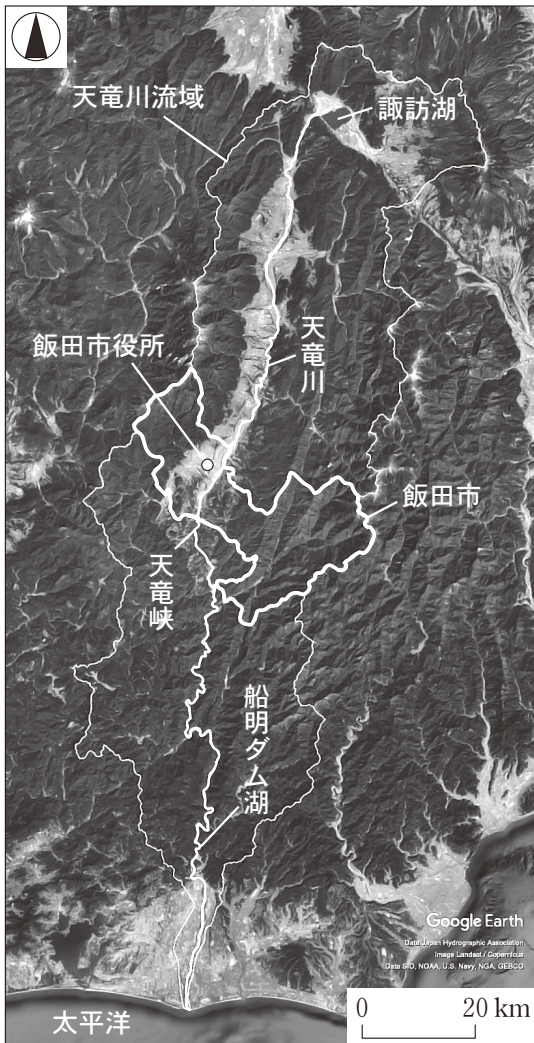 天竜川流域
諏訪湖
飯田市役所
天竜川
飯田市
天竜峡
船明ダム湖
Google Earth
Data Japan Hydrographic Association
Image Landsat / Copernicus
Data SIO, NOAA, U.S. Navy, NGA, GEBCO
太平洋
0 20 km